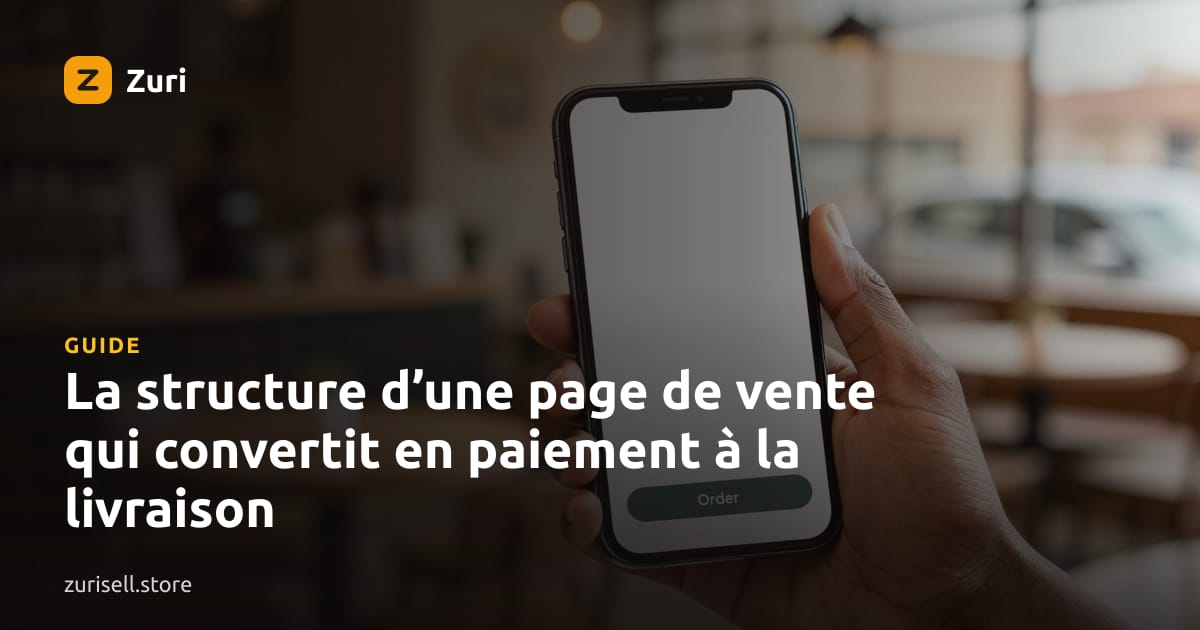 Z
Zuri
GUIDE
La structure d’une page de vente
qui convertit en paiement à la
livraison
Order
zurisell.store